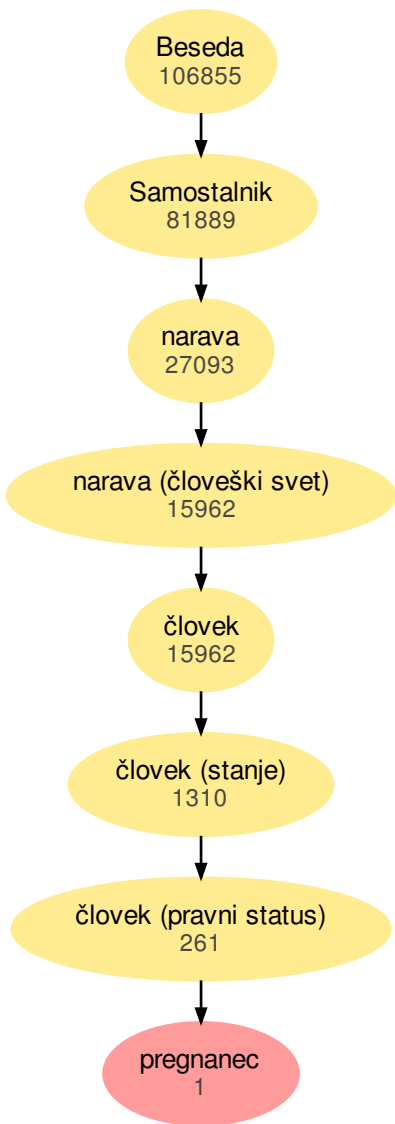 Beseda
106855
Samostalnik
81889
narava
27093
narava (človeški svet)
15962
človek
15962
človek (stanje)
1310
človek (pravni status)
261
pregnanec
1